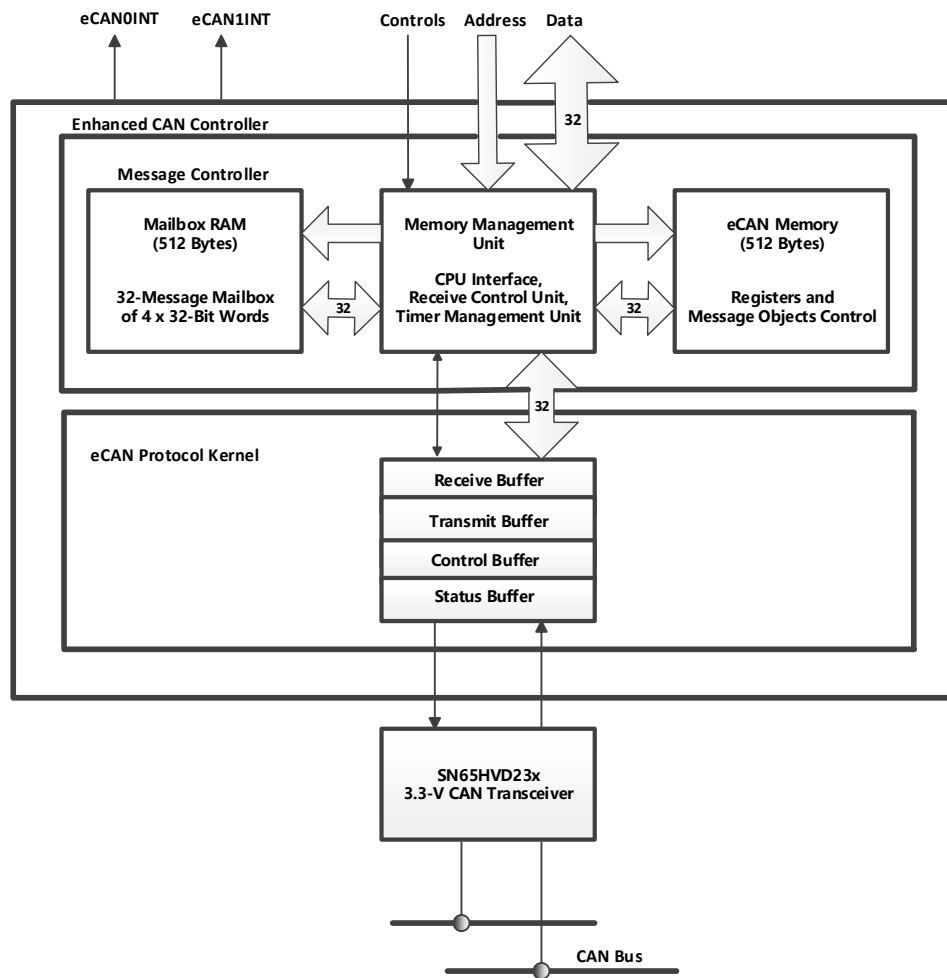 eCAN0INT
eCAN1INT
Controls
Address
Data
32
Enhanced CAN Controller
Message Controller
Mailbox RAM
(512 Bytes)
32-Message Mailbox
of 4 x 32-Bit Words
32
Memory Management
Unit
CPU Interface,
Receive Control Unit,
Timer Management Unit
32
eCAN Memory
(512 Bytes)
Registers and
Message Objects Control
32
eCAN Protocol Kernel
Receive Buffer
Transmit Buffer
Control Buffer
Status Buffer
SN65HVD23x
3.3-V CAN Transceiver
CAN Bus